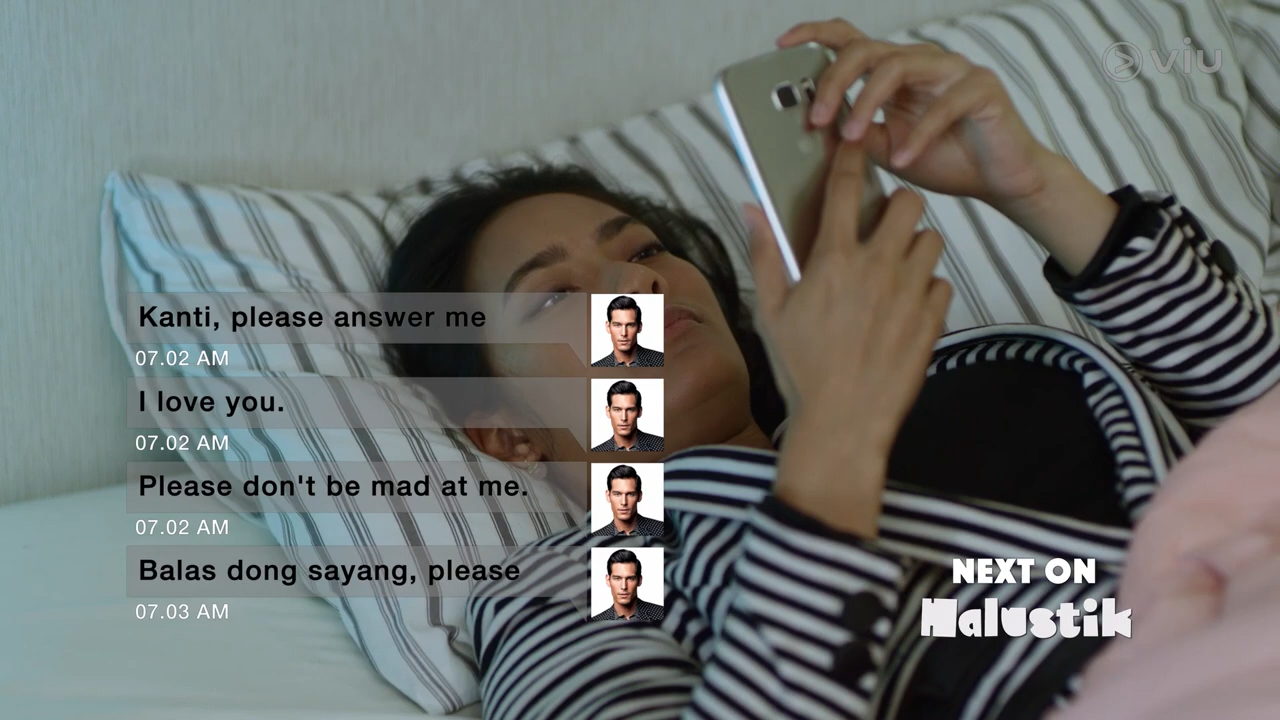 viu
Kanti, please answer me
07.02 AM
I love you.
07.02 AM
Please don't be mad at me.
07.02 AM
Balas dong sayang, please
07.03 AM
NEXT ON
Halustik